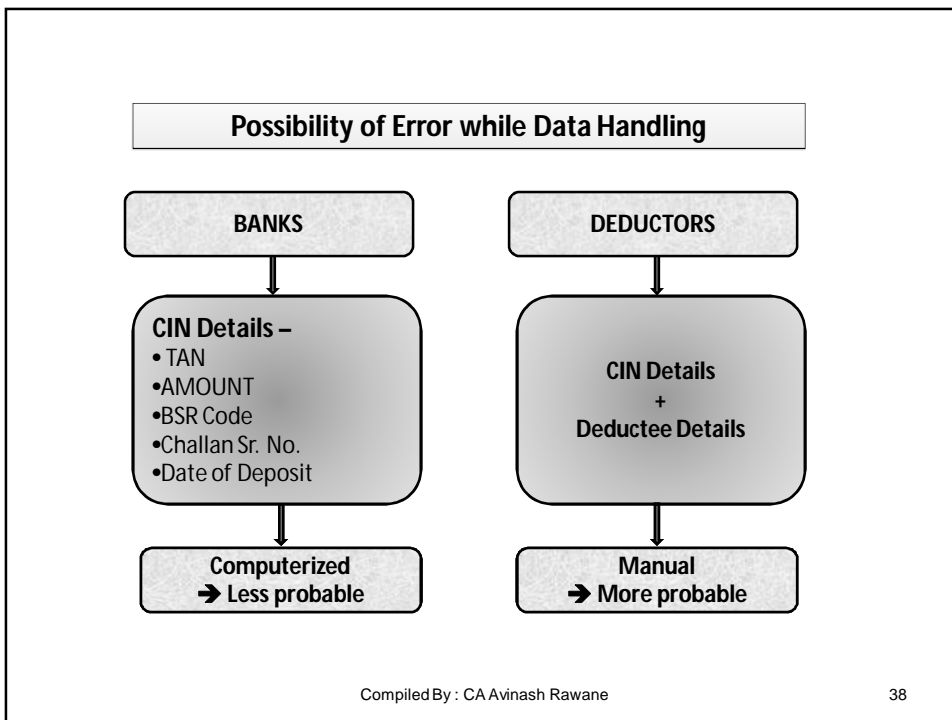 Possibility of Error while Data Handling
BANKS
CIN Details –
• TAN
•AMOUNT
•BSR Code
•Challan Sr. No.
•Date of Deposit
Computerized
➔ Less probable
DEDUCTORS
CIN Details
+
Deductee Details
Manual
➔ More probable
Compiled By : CA Avinash Rawane
38